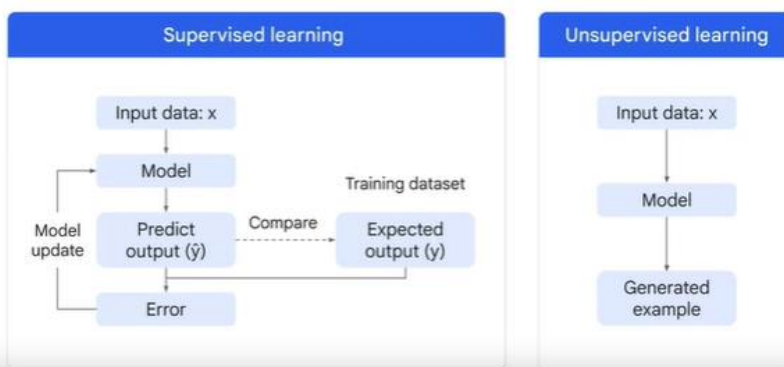 Supervised learning
Input data: x
Model
Training dataset
Model
update
Predict
output (ŷ)
Compare
Expected
output (y)
Error
Unsupervised learning
Input data: x
Model
Generated
example